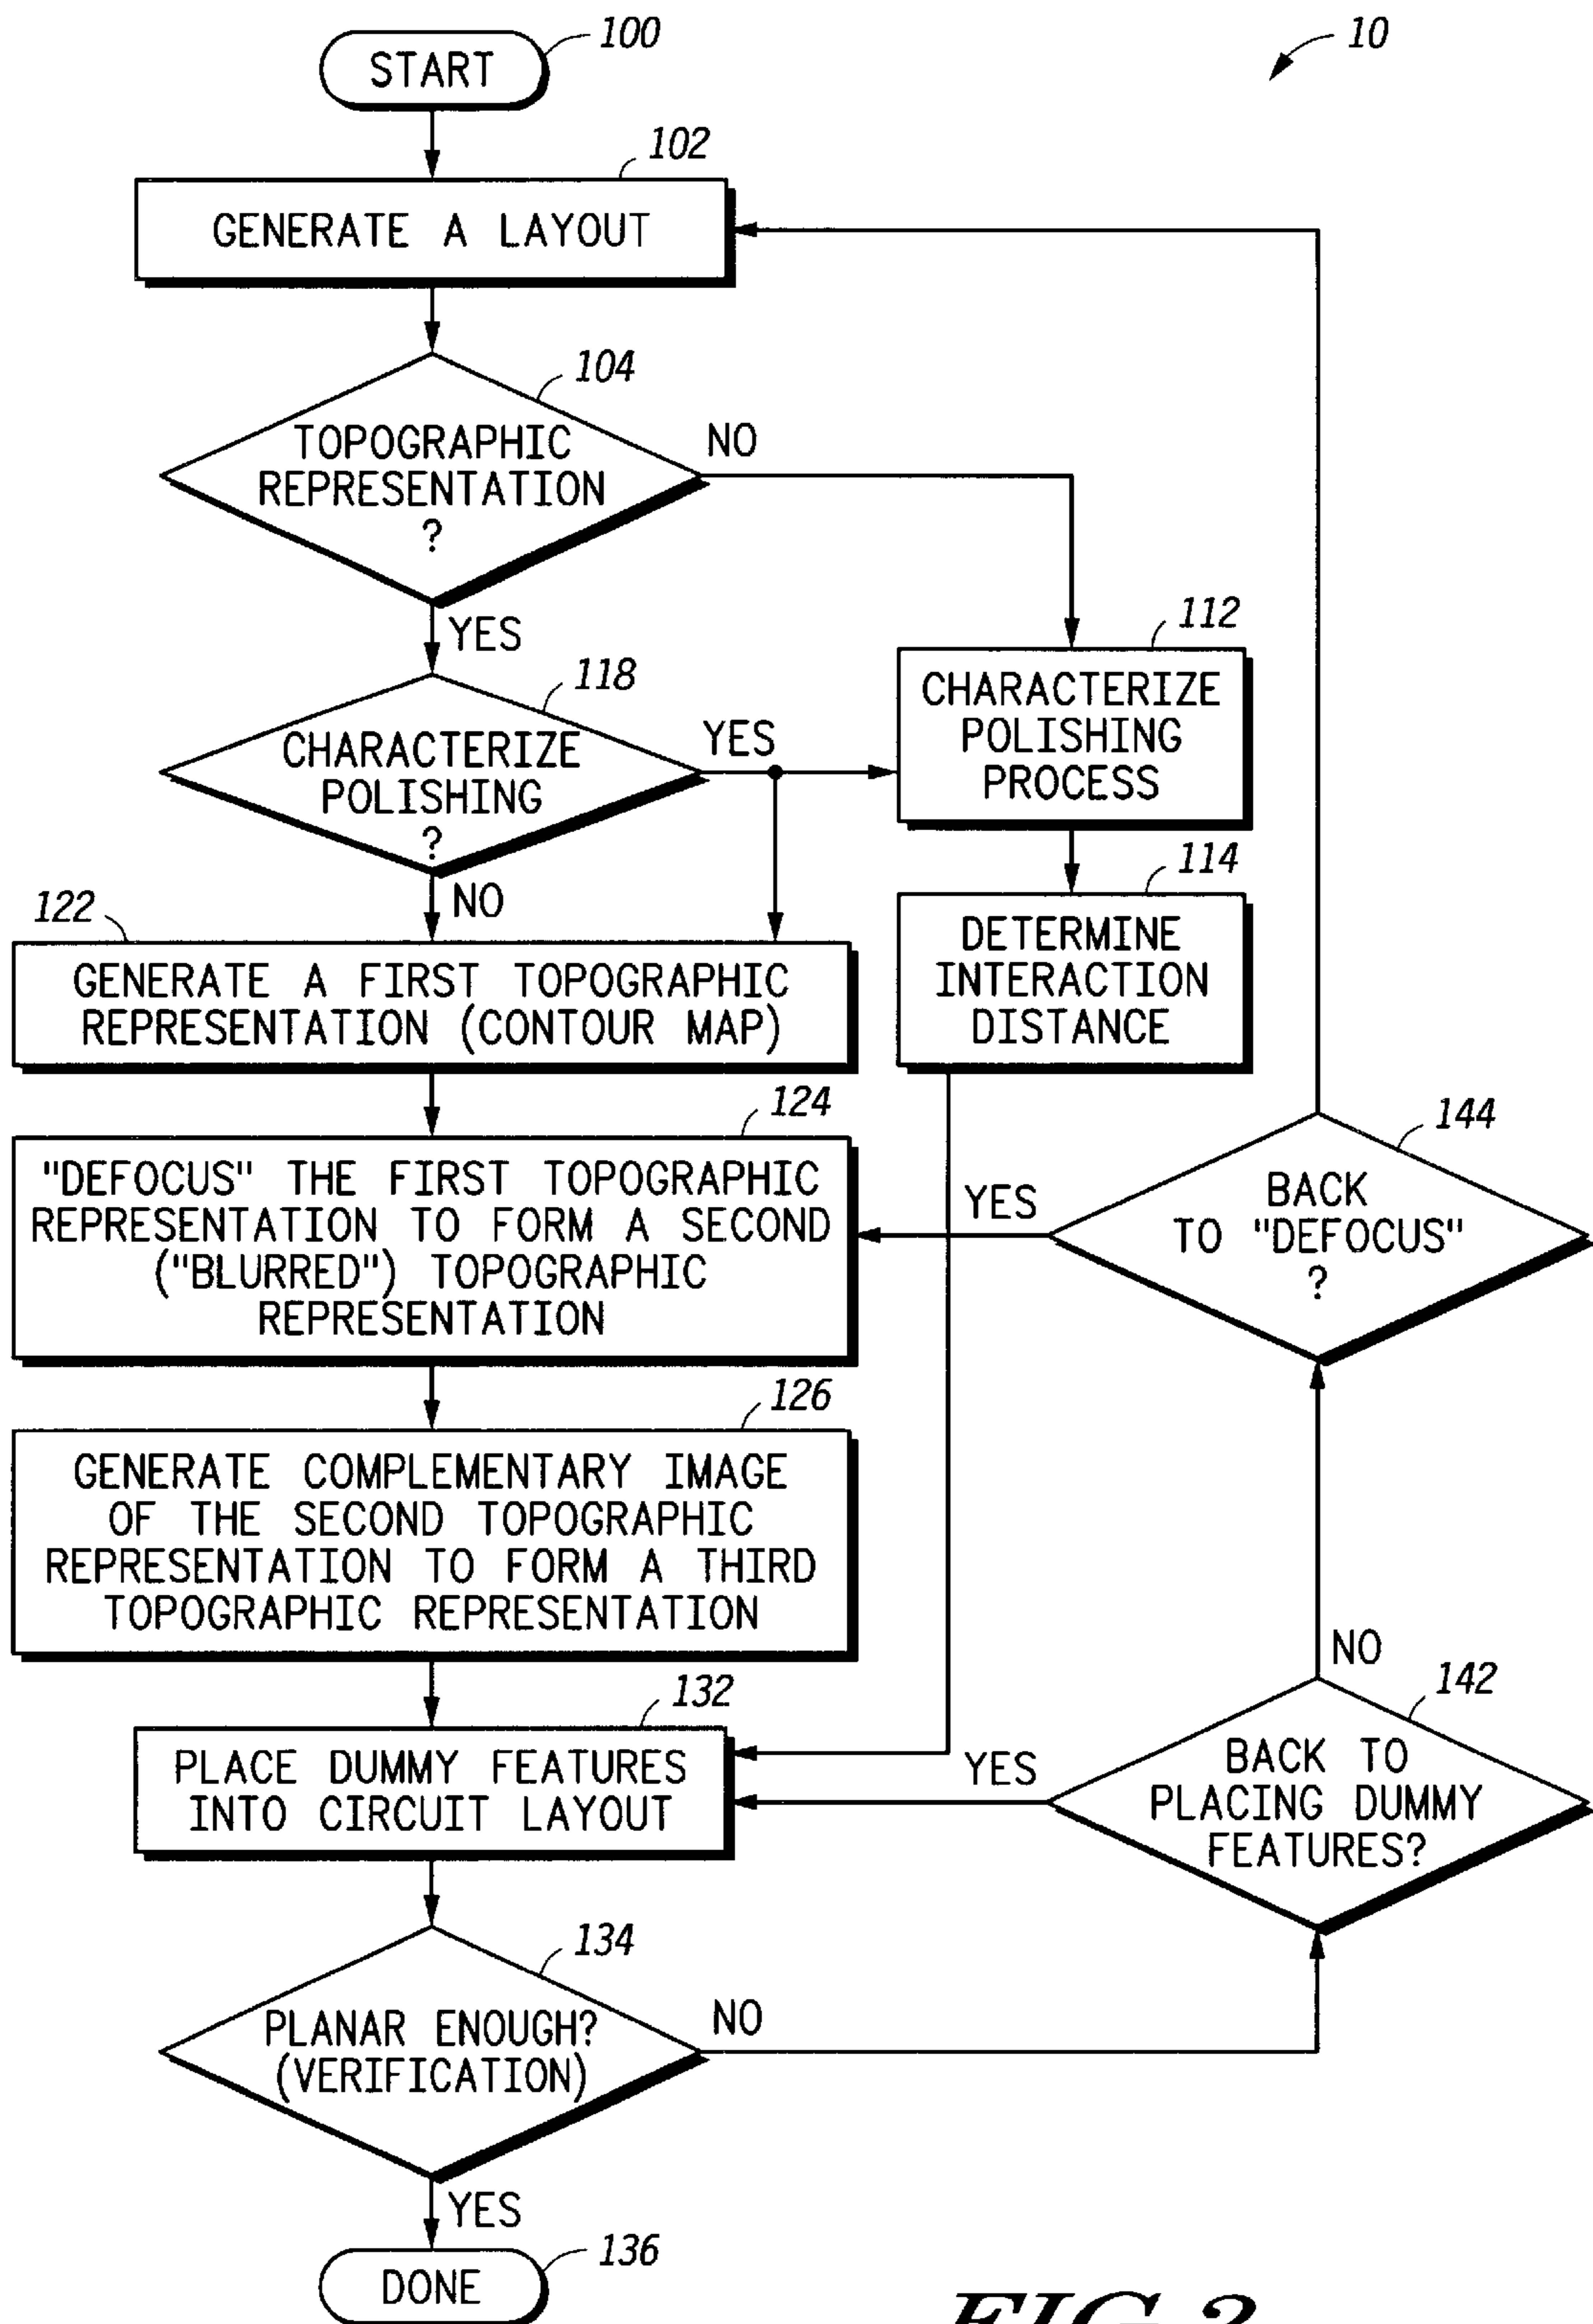 100
10
START
102
GENERATE A LAYOUT
104
TOPOGRAPHIC
REPRESENTATION
?
NO
YES
118
CHARACTERIZE
POLISHING
?
YES
NO
112
CHARACTERIZE
POLISHING
PROCESS
114
DETERMINE
INTERACTION
DISTANCE
122
GENERATE A FIRST TOPOGRAPHIC
REPRESENTATION (CONTOUR MAP)
124
"DEFOCUS" THE FIRST TOPOGRAPHIC
REPRESENTATION TO FORM A SECOND
("BLURRED") TOPOGRAPHIC
REPRESENTATION
YES
144
BACK
TO "DEFOCUS"
?
126
GENERATE COMPLEMENTARY IMAGE
OF THE SECOND TOPOGRAPHIC
REPRESENTATION TO FORM A THIRD
TOPOGRAPHIC REPRESENTATION
NO
132
PLACE DUMMY FEATURES
INTO CIRCUIT LAYOUT
YES
142
BACK TO
PLACING DUMMY
FEATURES?
134
PLANAR ENOUGH?
(VERIFICATION)
NO
YES
136
DONE